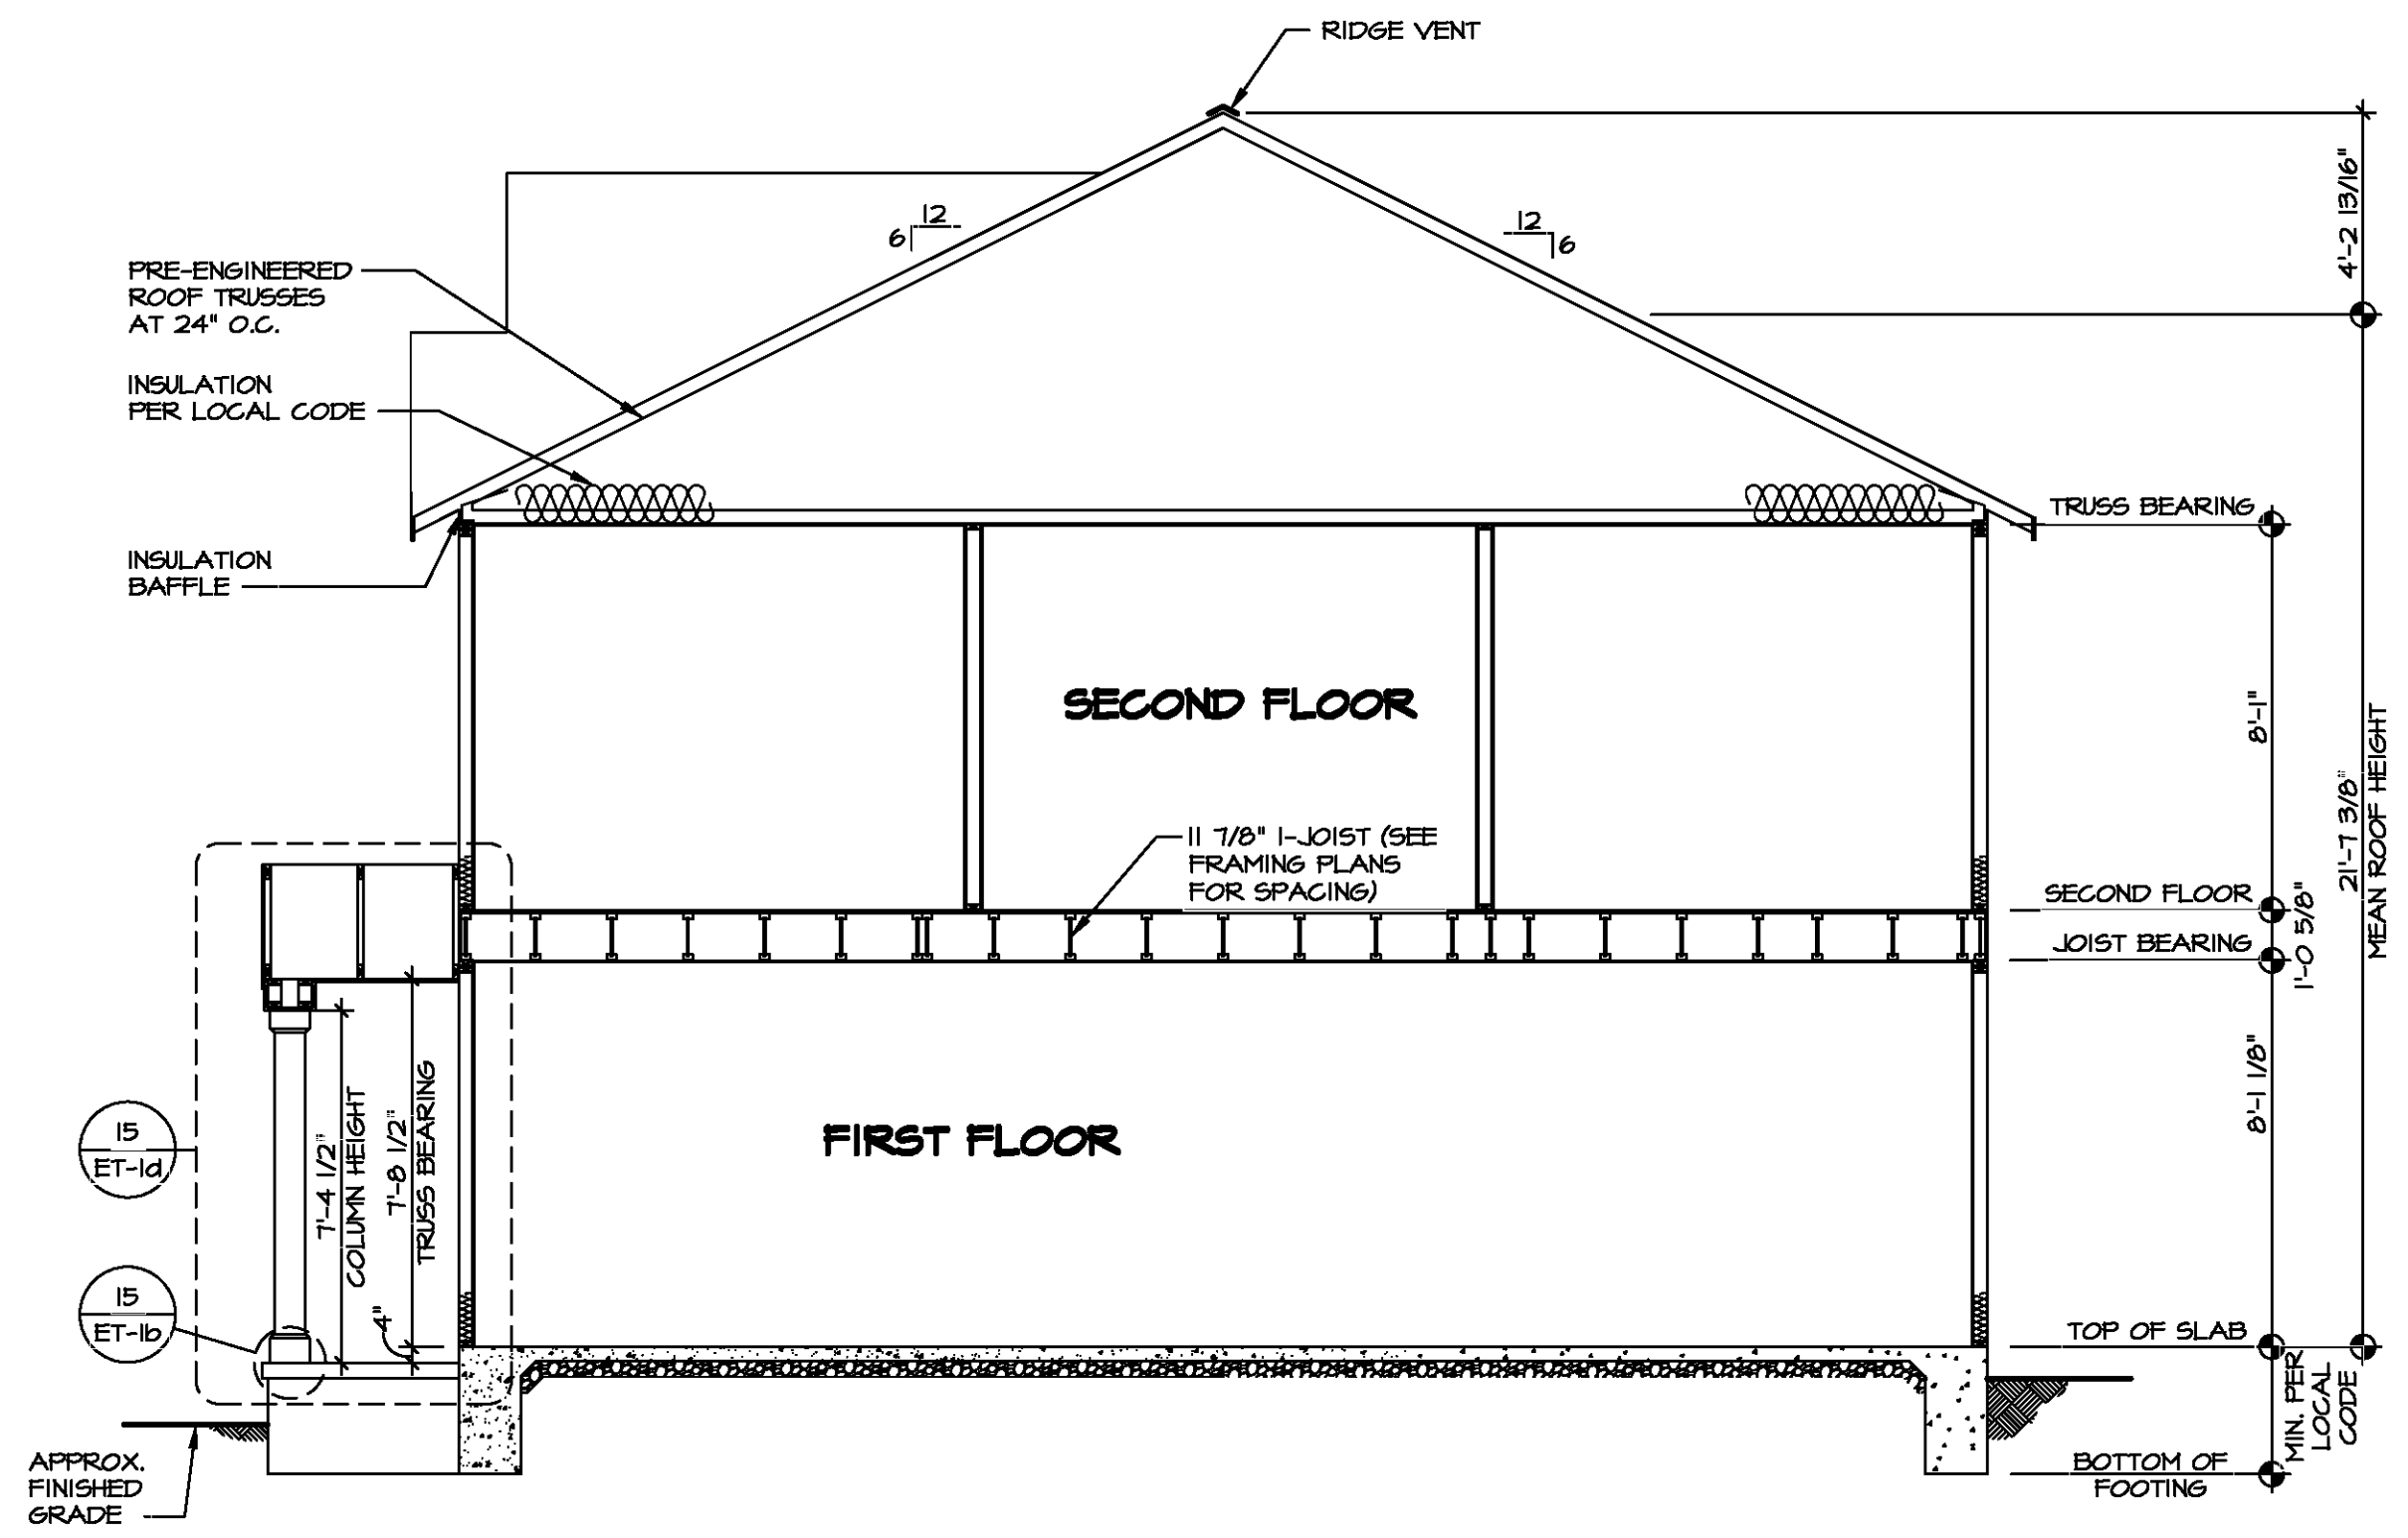 RIDGE VENT
4'-2 13/16"
12
6
12
6
PRE-ENGINEERED
ROOF TRUSSES
AT 24" O.C.
INSULATION
PER LOCAL CODE
TRUSS BEARING
INSULATION
BAFFLE
SECOND FLOOR
8'-1"
21'-7 3/8"
MEAN ROOF HEIGHT
11 7/8" I-JOIST (SEE
FRAMING PLANS
FOR SPACING)
SECOND FLOOR
JOIST BEARING
1'-0 5/8"
8'-1 1/8"
FIRST FLOOR
15
ET-1d
7'-4 1/2"
COLUMN HEIGHT
7'-8 1/2"
TRUSS BEARING
15
ET-1b
4"
TOP OF SLAB
MIN. PER
LOCAL
CODE
APPROX.
FINISHED
GRADE
BOTTOM OF
FOOTING